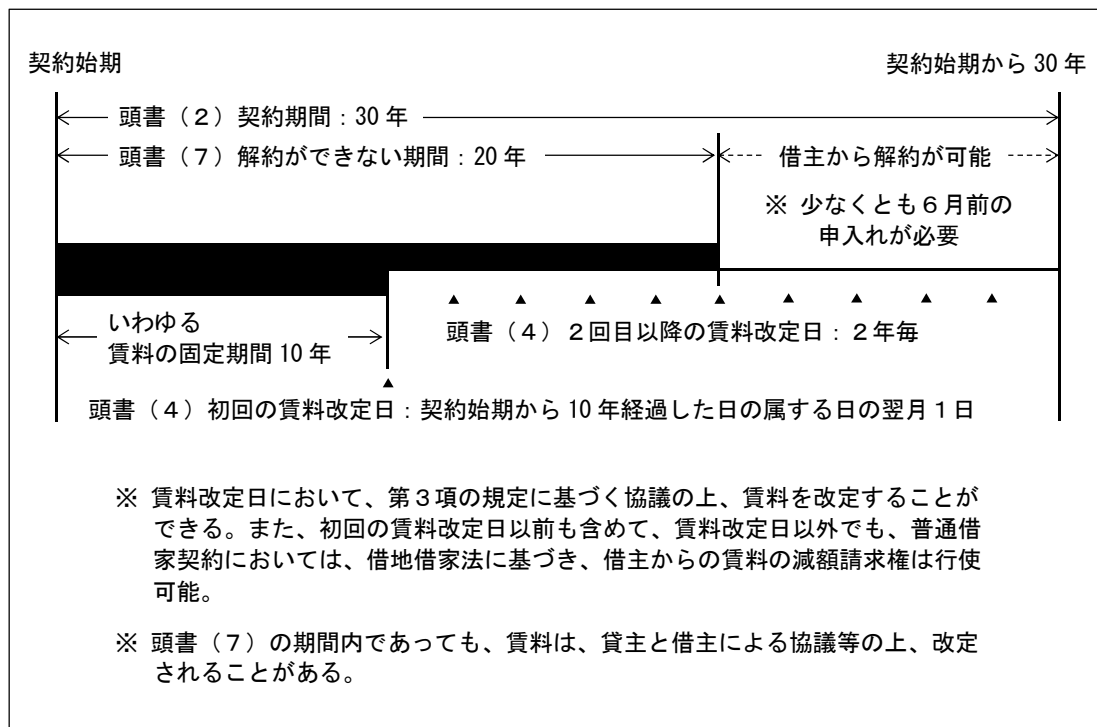 契約始期
契約始期から 30 年
頭書（２）契約期間：30 年
頭書（７）解約ができない期間：20 年
借主から解約が可能
※ 少なくとも６月前の
申入れが必要
いわゆる
賃料の固定期間 10 年
頭書（４）２回目以降の賃料改定日：２年毎
頭書（４）初回の賃料改定日：契約始期から 10 年経過した日の属する日の翌月１日
※ 賃料改定日において、第３項の規定に基づく協議の上、賃料を改定することが
できる。また、初回の賃料改定日以前も含めて、賃料改定日以外でも、普通借
家契約においては、借地借家法に基づき、借主からの賃料の減額請求権は行使
可能。
※ 頭書（７）の期間内であっても、賃料は、貸主と借主による協議等の上、改定
されることがある。